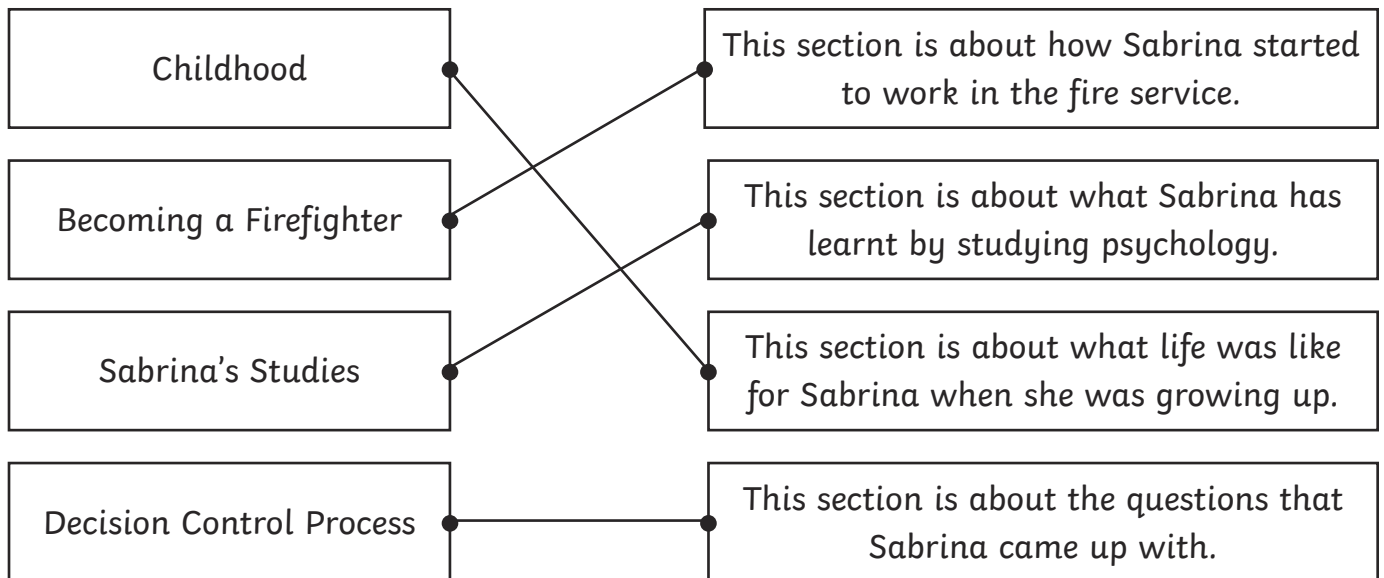 Childhood
This section is about how Sabrina started
to work in the fire service.
Becoming a Firefighter
This section is about what Sabrina has
learnt by studying psychology.
Sabrina's Studies
This section is about what life was like
for Sabrina when she was growing up.
Decision Control Process
This section is about the questions that
Sabrina came up with.